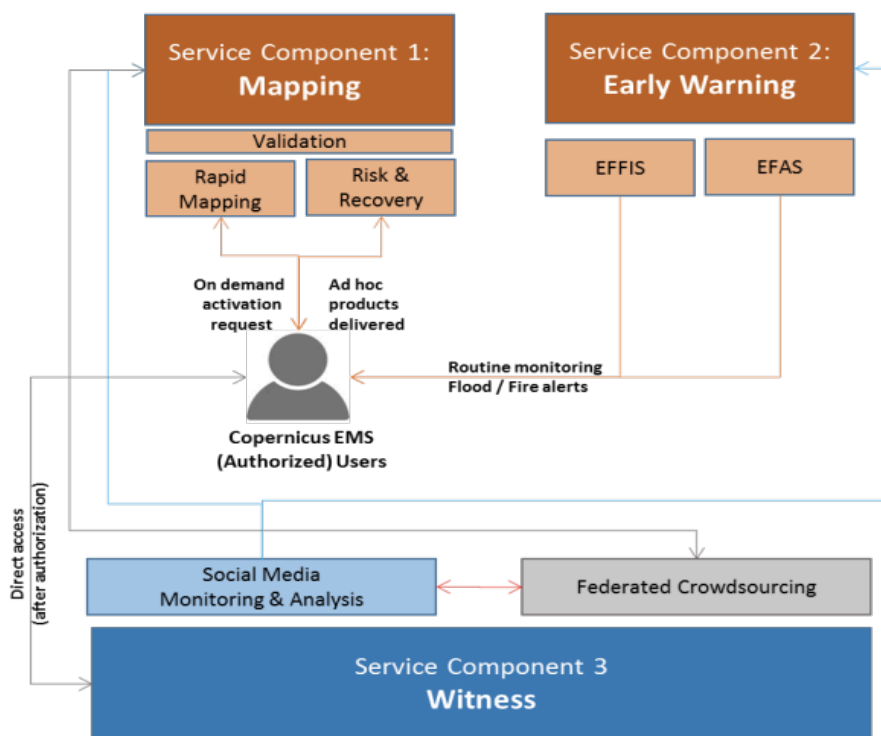 Service Component 1:
Mapping
Service Component 2:
Early Warning
Validation
Rapid
Mapping
Risk &
Recovery
EFFIS
EFAS
On demand
activation
request
Ad hoc
products
delivered
Routine monitoring
Flood / Fire alerts
Copernicus EMS
(Authorized) Users
Direct access
(after authorization)
Social Media
Monitoring & Analysis
Federated Crowdsourcing
Service Component 3
Witness